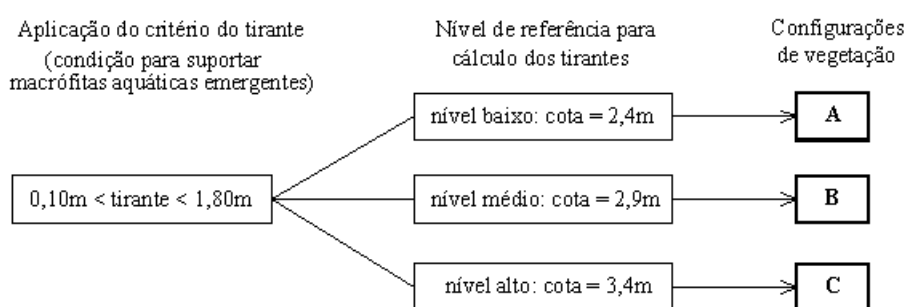 Aplicação do critério do tirante
(condição para suportar
macrófitas aquáticas emergentes)
Nível de referência para
cálculo dos tirantes
Configurações
de vegetação
nível baixo: cota = 2,4m
A
0,10m < tirante < 1,80m
nível médio: cota = 2,9m
B
nível alto: cota = 3,4m
C